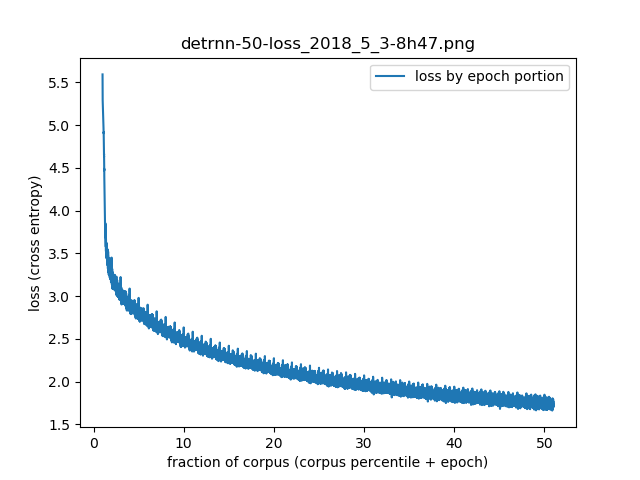 detrnn-50-loss_2018_5_3-8h47.png
loss by epoch portion
loss (cross entropy)
5.5
5.0
4.5
4.0
3.5
3.0
2.5
2.0
1.5
0 10 20 30 40 50
fraction of corpus (corpus percentile + epoch)